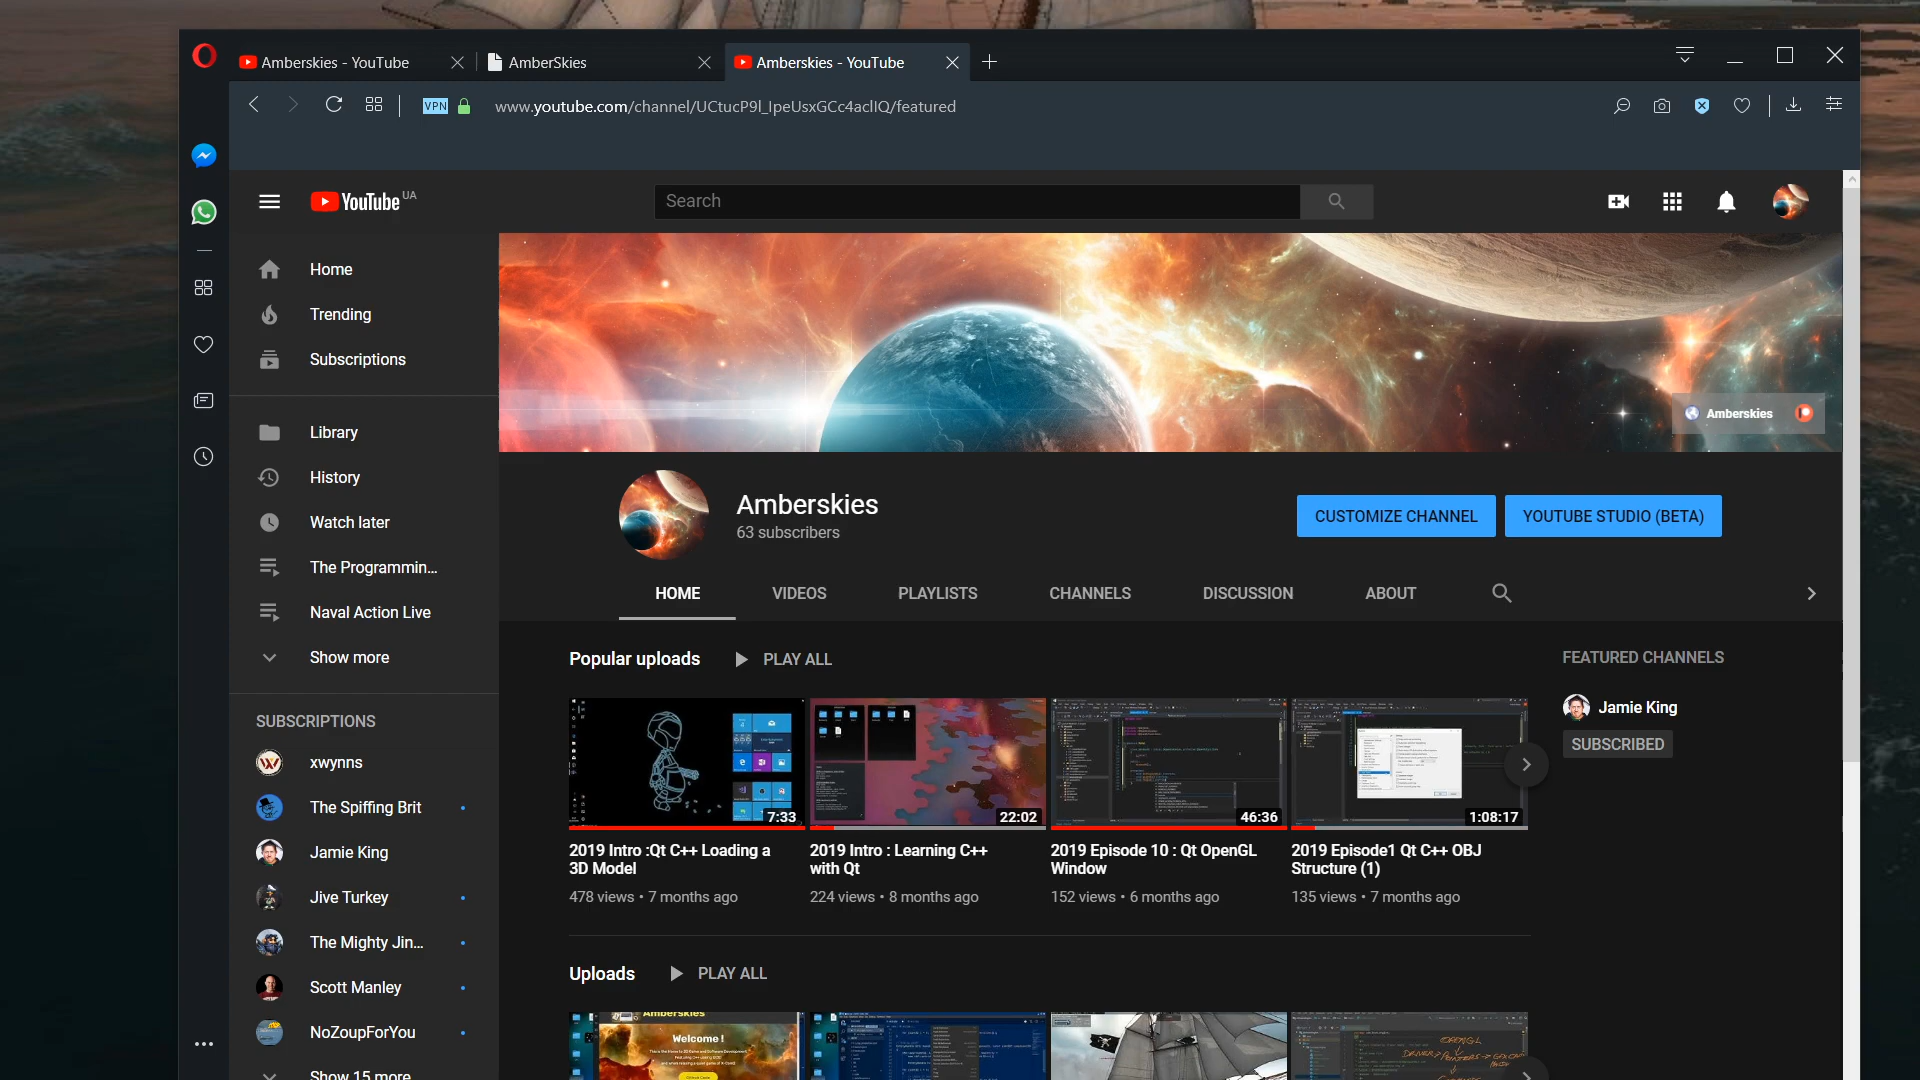 Amberskies - YouTube
AmberSkies
Amberskies - YouTube
VPN
www.youtube.com/channel/UCtucP9l_IpeUsxGCc4acllQ/featured
YouTube UA
Search
Home
Trending
Subscriptions
Library
History
Watch later
The Programmin...
Naval Action Live
Show more
SUBSCRIPTIONS
xwynns
The Spiffing Brit
Jamie King
Jive Turkey
The Mighty Jin...
Scott Manley
NoZoupForYou
Show 15 more
Amberskies
Amberskies
63 subscribers
CUSTOMIZE CHANNEL
YOUTUBE STUDIO (BETA)
HOME
VIDEOS
PLAYLISTS
CHANNELS
DISCUSSION
ABOUT
Popular uploads
PLAY ALL
7:33
22:02
46:36
1:08:17
2019 Intro :Qt C++ Loading a
3D Model
478 views • 7 months ago
2019 Intro : Learning C++
with Qt
224 views • 8 months ago
2019 Episode 10 : Qt OpenGL
Window
152 views • 6 months ago
2019 Episode1 Qt C++ OBJ
Structure (1)
135 views • 7 months ago
FEATURED CHANNELS
Jamie King
SUBSCRIBED
Uploads
PLAY ALL
Amberskies
Welcome !
OPENGL